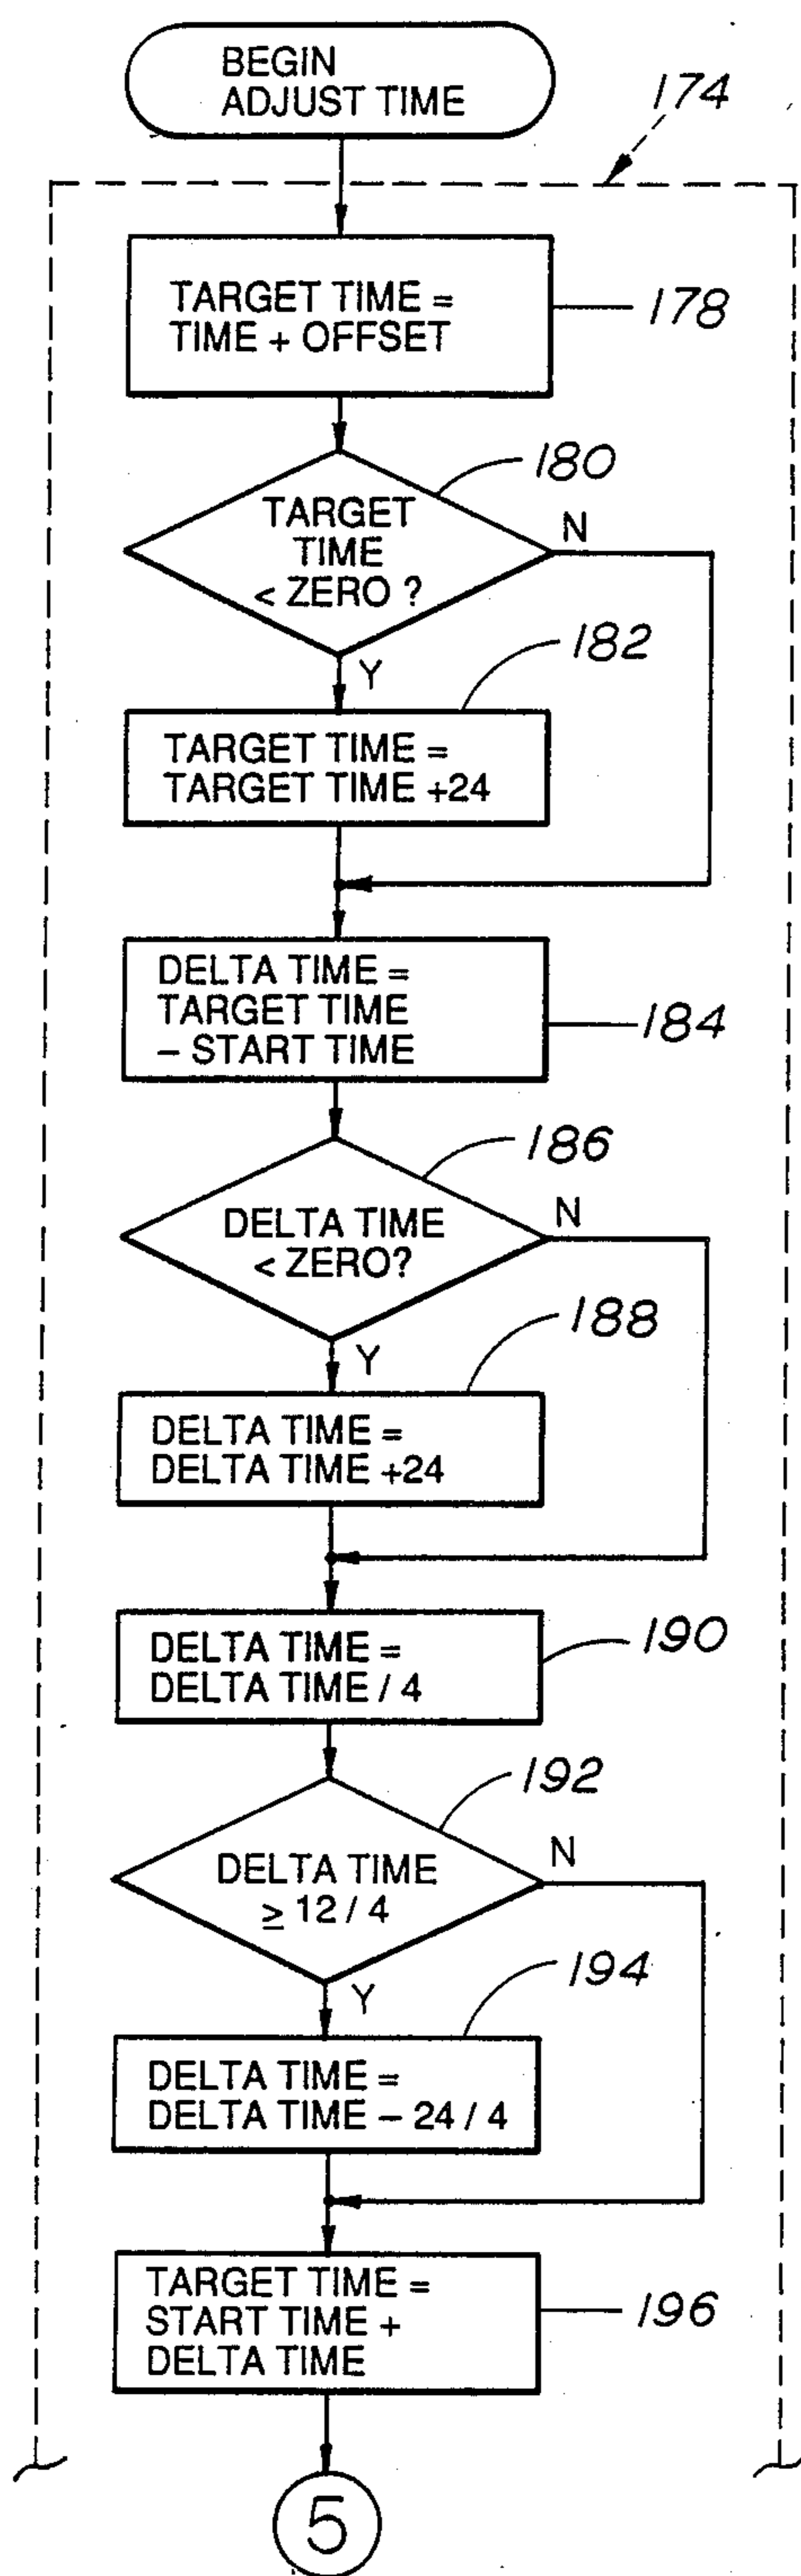 BEGIN
ADJUST TIME
174
TARGET TIME =
TIME + OFFSET
178
180
TARGET
TIME
< ZERO ?
N
Y
182
TARGET TIME =
TARGET TIME +24
DELTA TIME =
TARGET TIME
– START TIME
184
186
DELTA TIME
< ZERO?
N
Y
188
DELTA TIME =
DELTA TIME +24
DELTA TIME =
DELTA TIME / 4
190
192
DELTA TIME
≥ 12 / 4
N
Y
194
DELTA TIME =
DELTA TIME – 24 / 4
TARGET TIME =
START TIME +
DELTA TIME
196
5